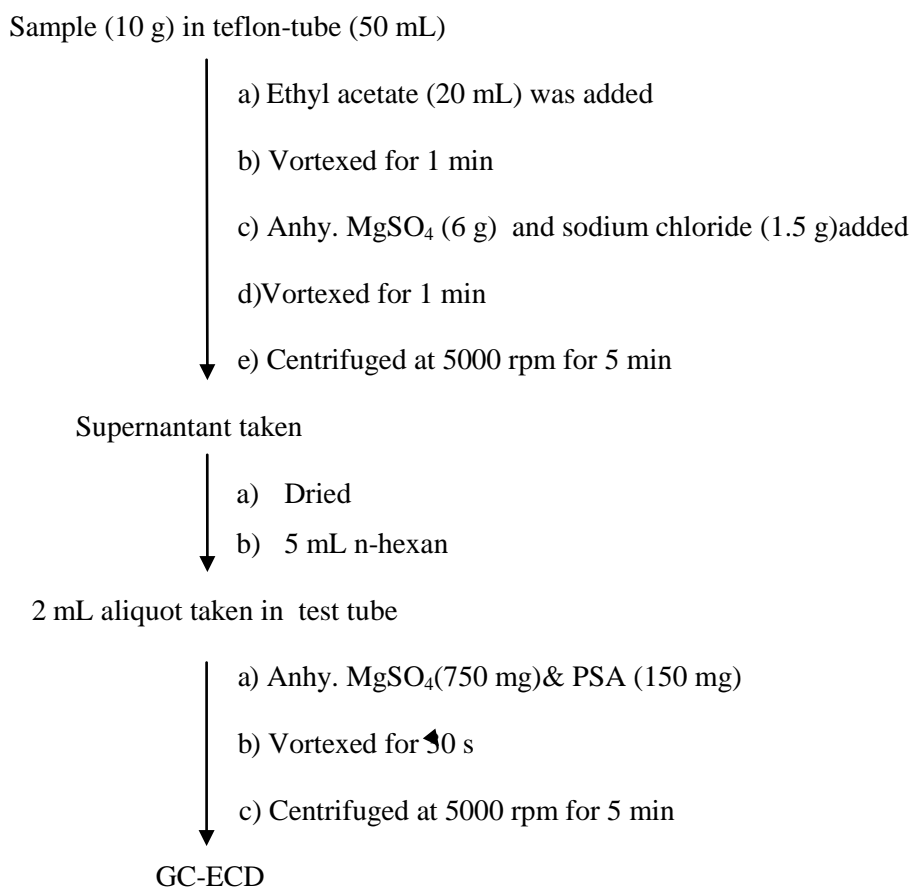 Sample (10 g) in teflon-tube (50 mL)
a) Ethyl acetate (20 mL) was added
b) Vortexed for 1 min
c) Anhy. MgSO₄ (6 g) and sodium chloride (1.5 g)added
d)Vortexed for 1 min
e) Centrifuged at 5000 rpm for 5 min
Supernantant taken
a) Dried
b) 5 mL n-hexan
2 mL aliquot taken in test tube
a) Anhy. MgSO₄(750 mg)& PSA (150 mg)
b) Vortexed for s
c) Centrifuged at 5000 rpm for 5 min
GC-ECD